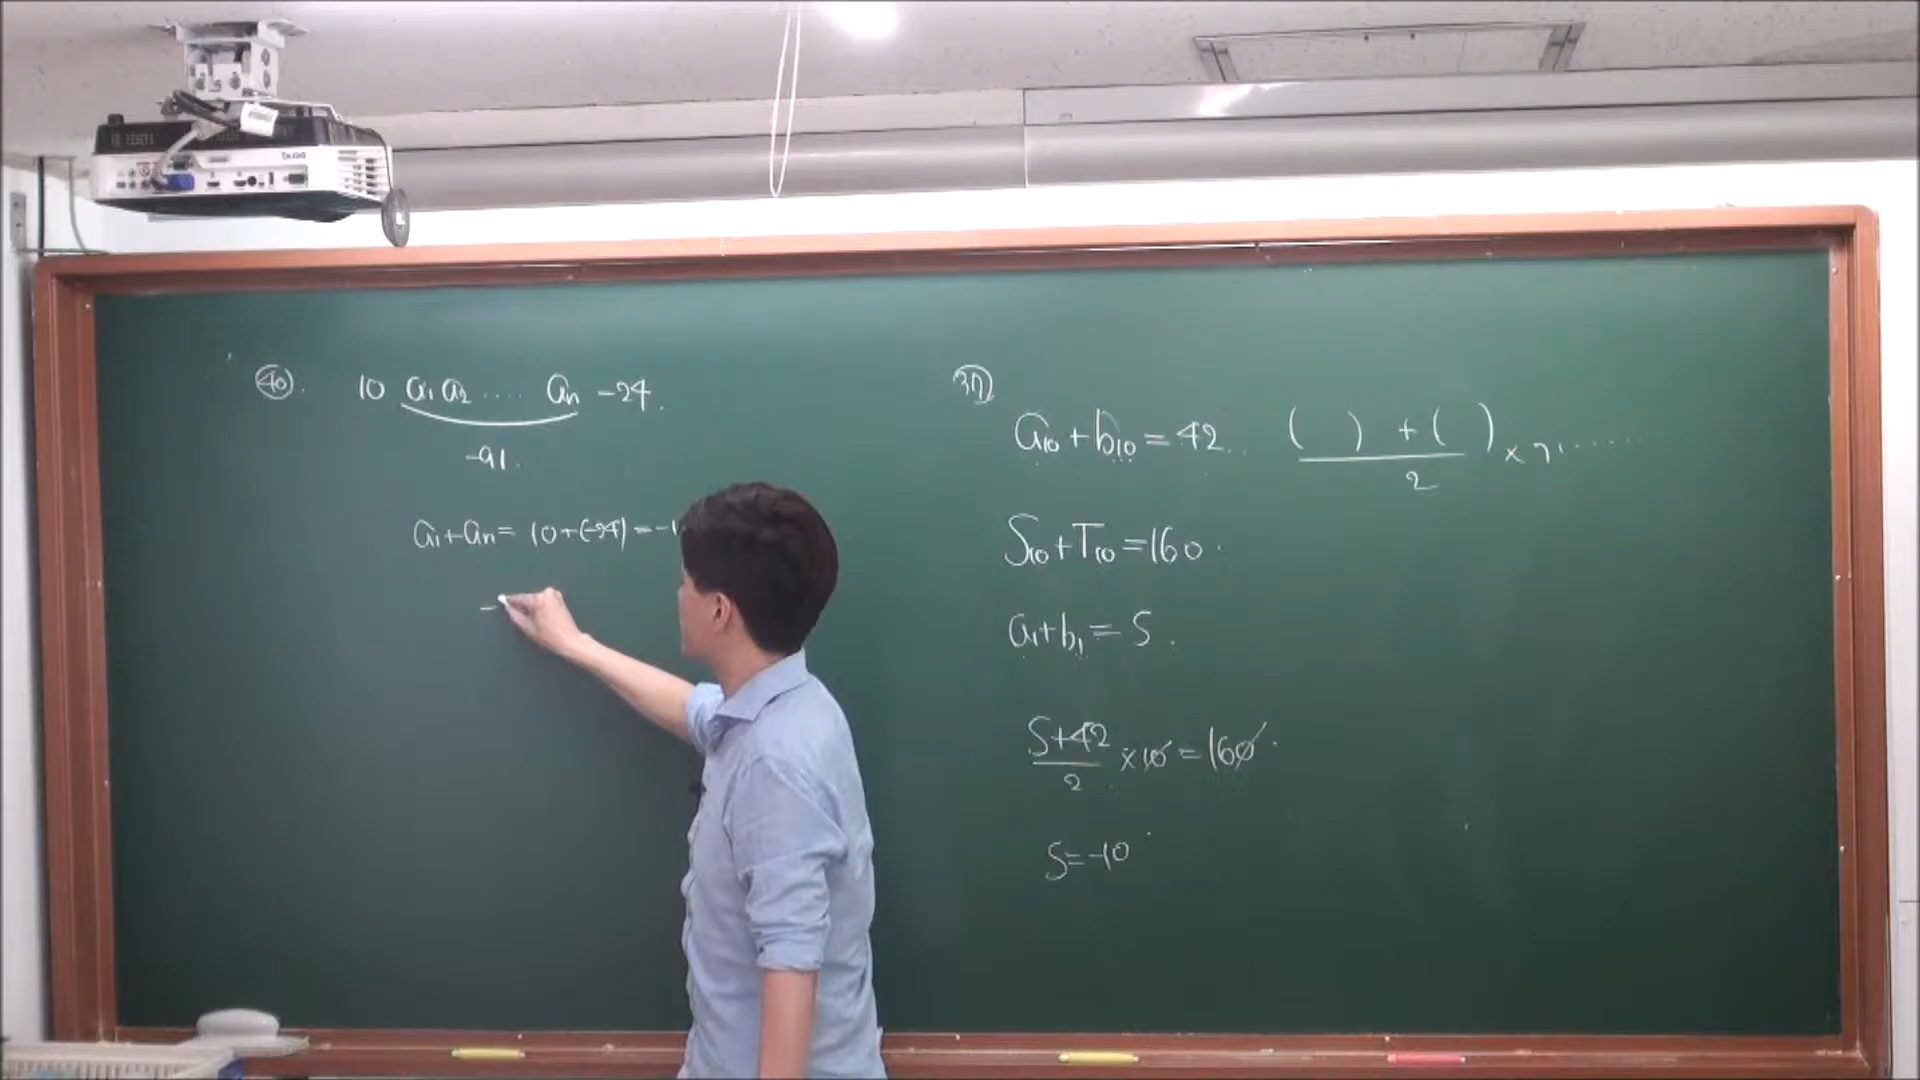 40. 10 a₁ a₂ ..... aₙ -24.
-91.
a₁+aₙ= 10+(-24) = -1
-
37
a₁₀+b₁₀=42..
( ) + ( )
2
S₁₀+T₁₀=160.
a₁+b₁=S.
S+42
2
×10=160.
S=-10